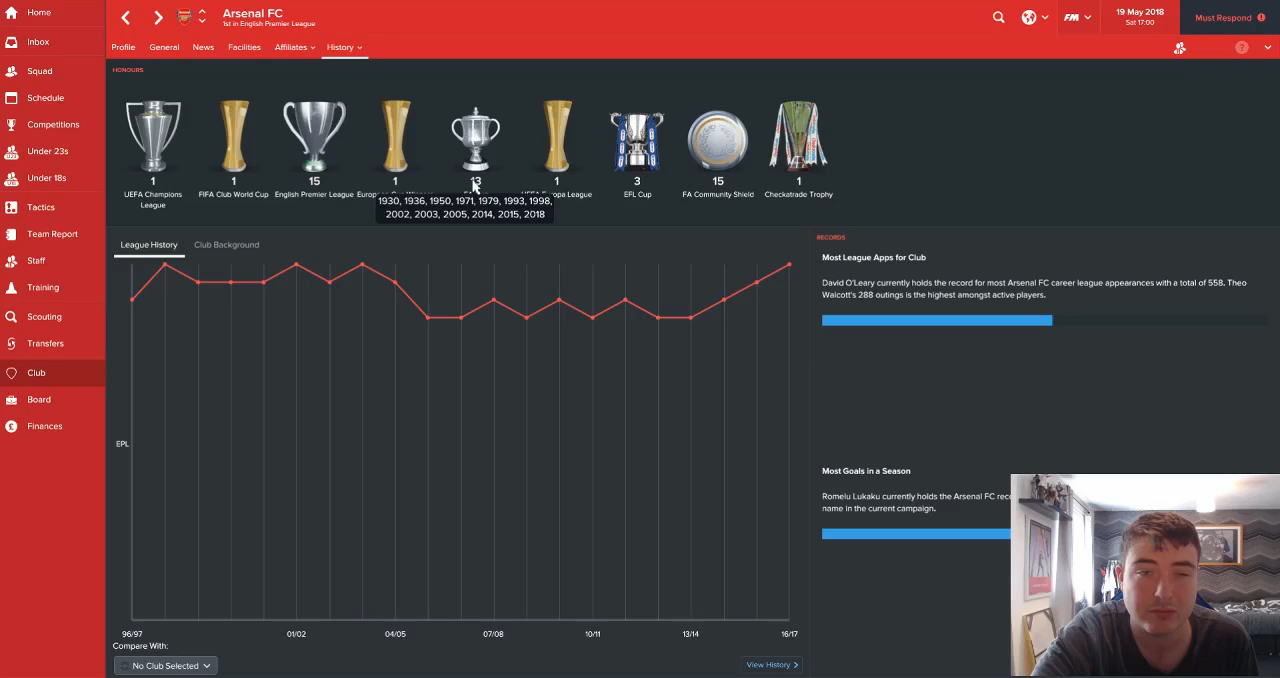 Home
Inbox
Squad
Schedule
Competitions
Under 23s
Under 18s
Tactics
Team Report
Staff
Training
Scouting
Transfers
Club
Board
Finances
Arsenal FC
1st in English Premier League
FM
19 May 2018
Sat 17:00
Must Respond
Profile
General
News
Facilities
Affiliates
History
HONOURS
1
1
15
1
13
1
3
15
1
UEFA Champions
League
FIFA Club World Cup
English Premier League
UEFA Europa League
EFL Cup
FA Community Shield
Checkatrade Trophy
1930, 1936, 1950, 1971, 1979, 1993, 1998,
2002, 2003, 2005, 2014, 2015, 2018
League History
Club Background
EPL
96/97
01/02
04/05
07/08
10/11
13/14
16/17
Compare With:
No Club Selected
View History
RECORDS
Most League Apps for Club
David O'Leary currently holds the record for most Arsenal FC career league appearances with a total of 558. Theo
Walcott's 288 outings is the highest amongst active players.
Most Goals in a Season
Romelu Lukaku currently holds the Arsenal FC
name in the current campaign.